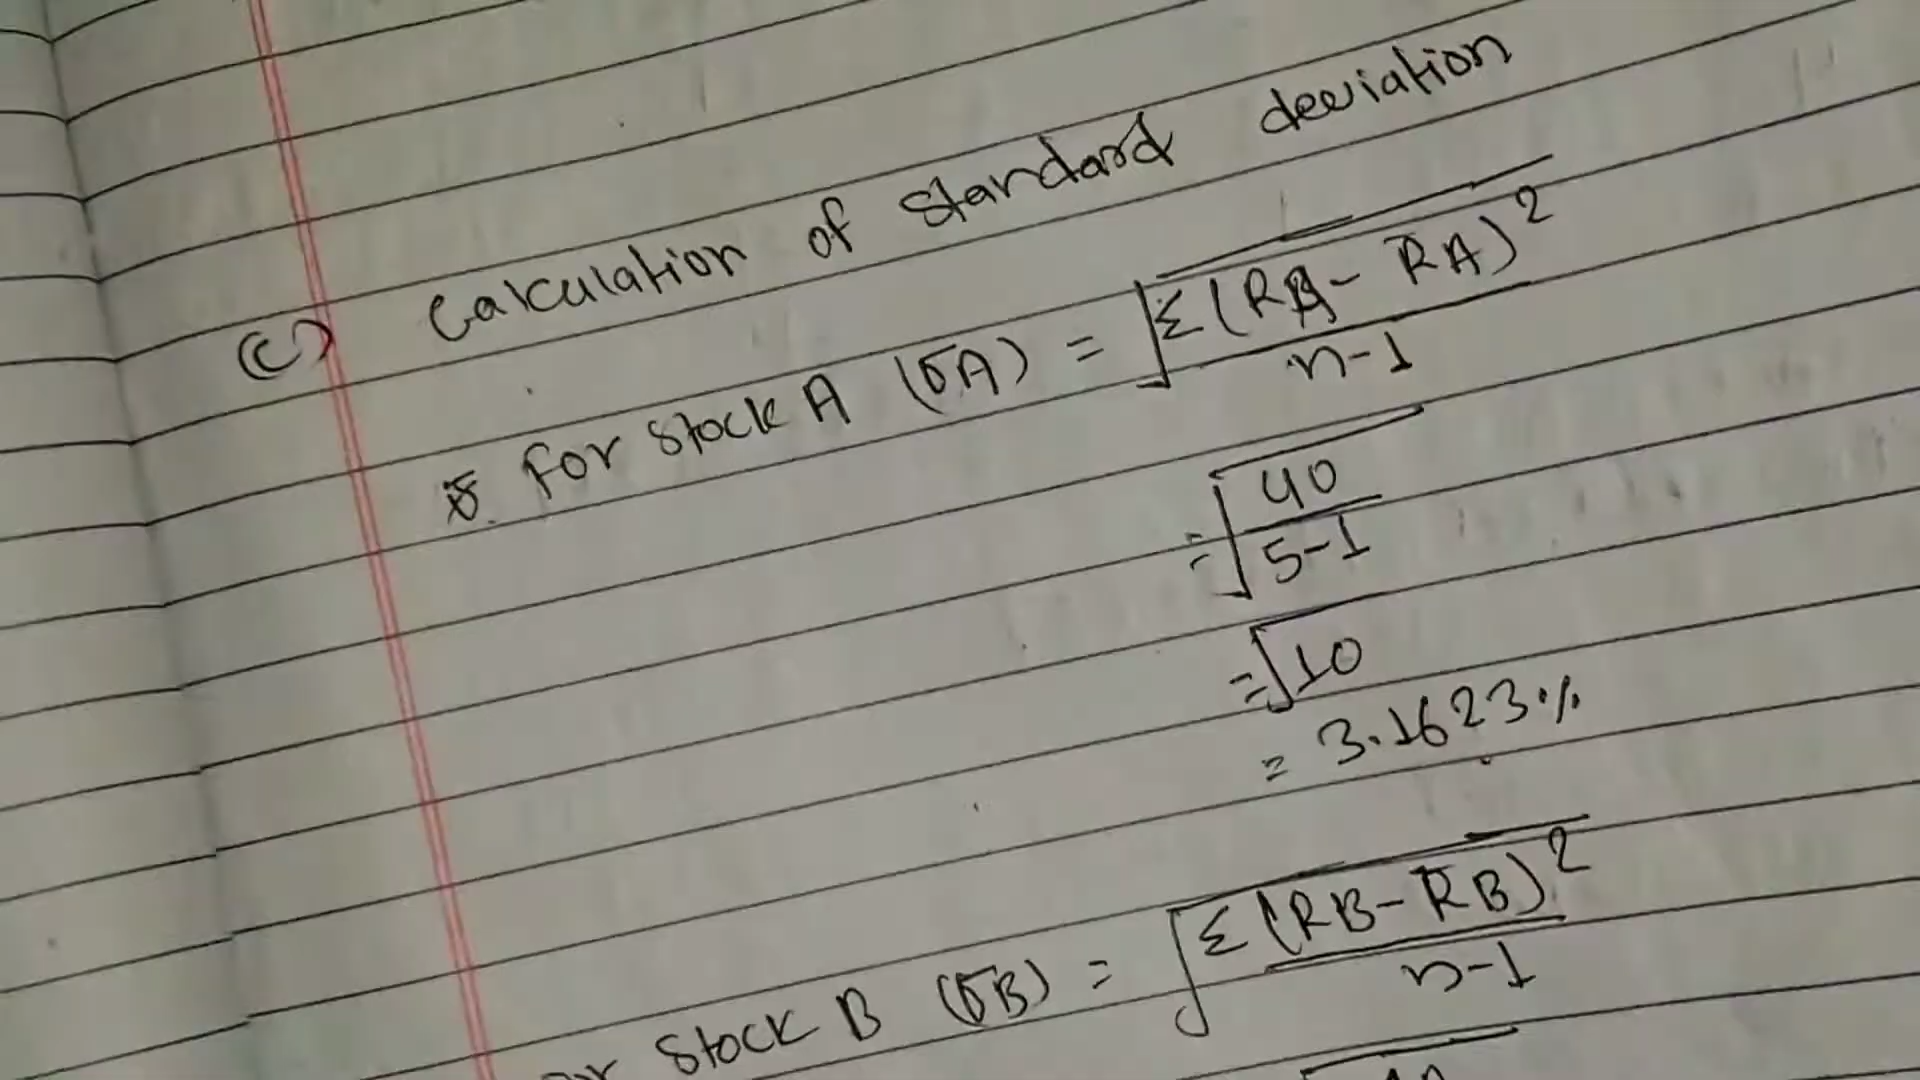 (c) Calculation of standard deviation
* For stock A (σA) = √Σ(RA - R̄A)² / n-1
= √40 / 5-1
= √10
= 3.1623%
Stock B (σB) = √Σ(RB - R̄B)² / n-1